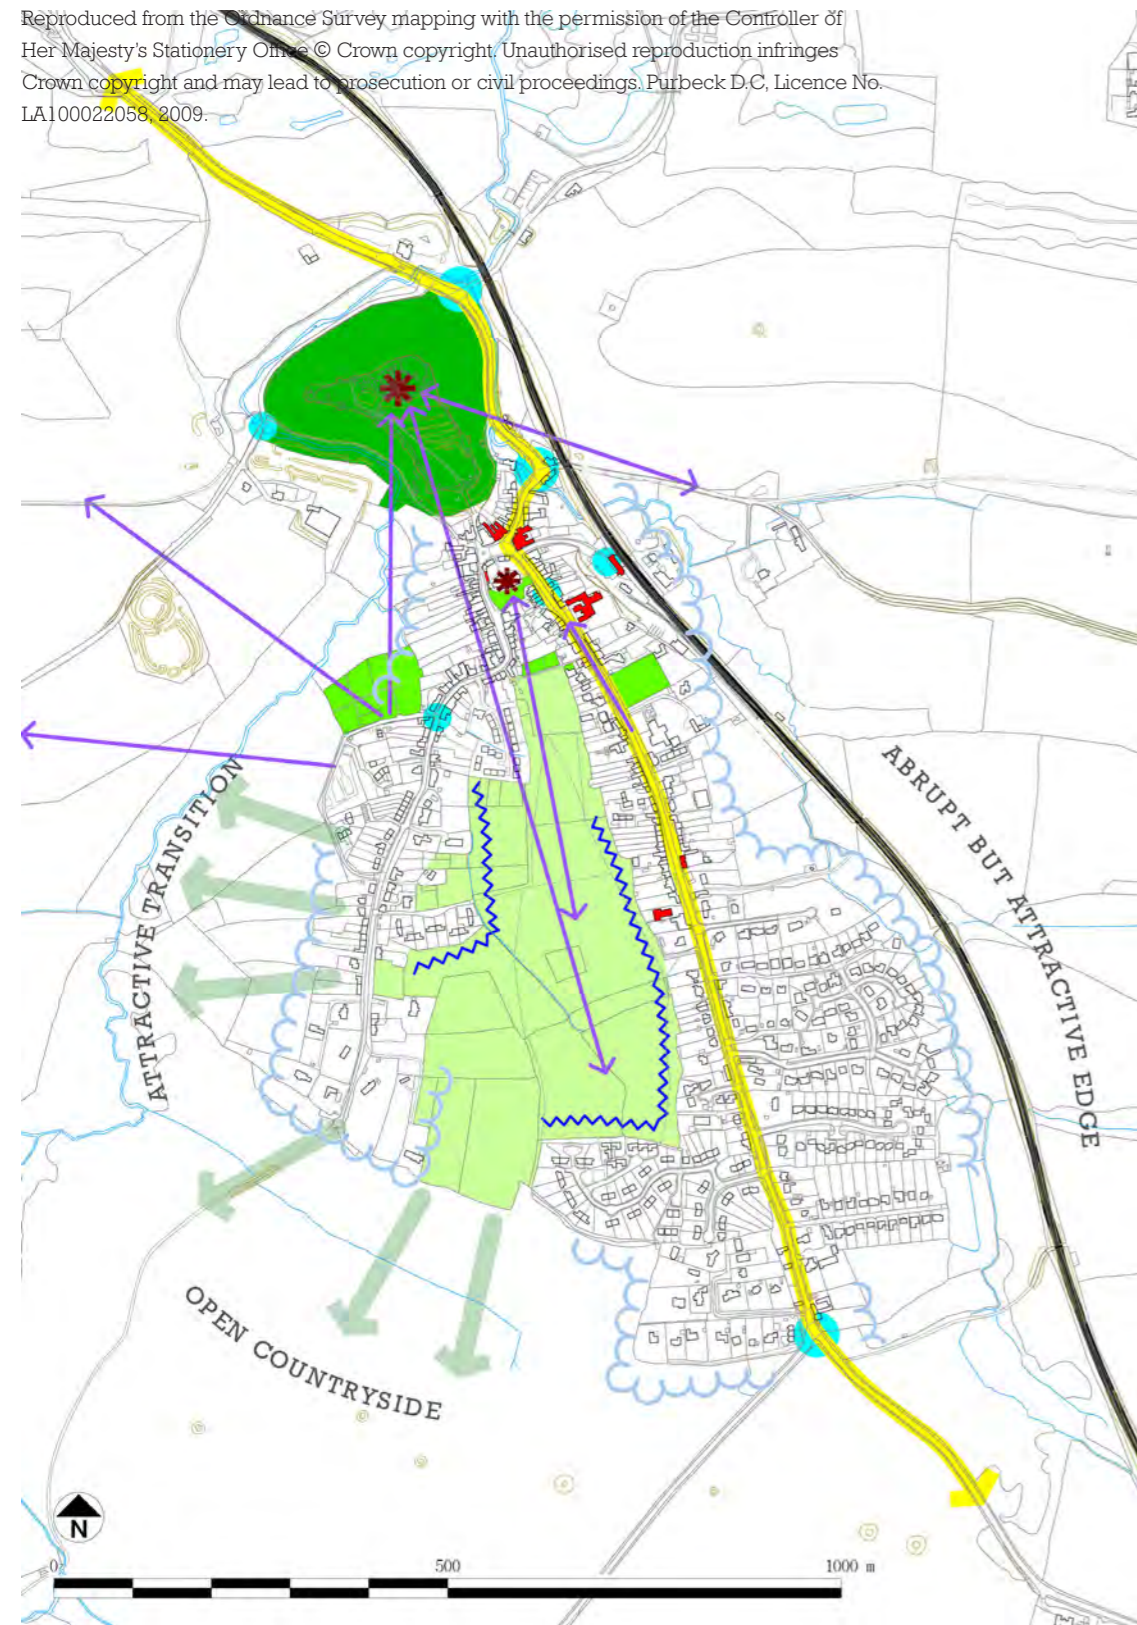 Reproduced from the Ordnance Survey mapping with the permission of the Controller of
Her Majesty's Stationery Office © Crown copyright. Unauthorised reproduction infringes
Crown copyright and may lead to prosecution or civil proceedings. Purbeck D.C, Licence No.
LA100022058, 2009.
ABRUPT BUT ATTRACTIVE EDGE
ATTRACTIVE TRANSITION
OPEN COUNTRYSIDE
N
0 500 1000 m